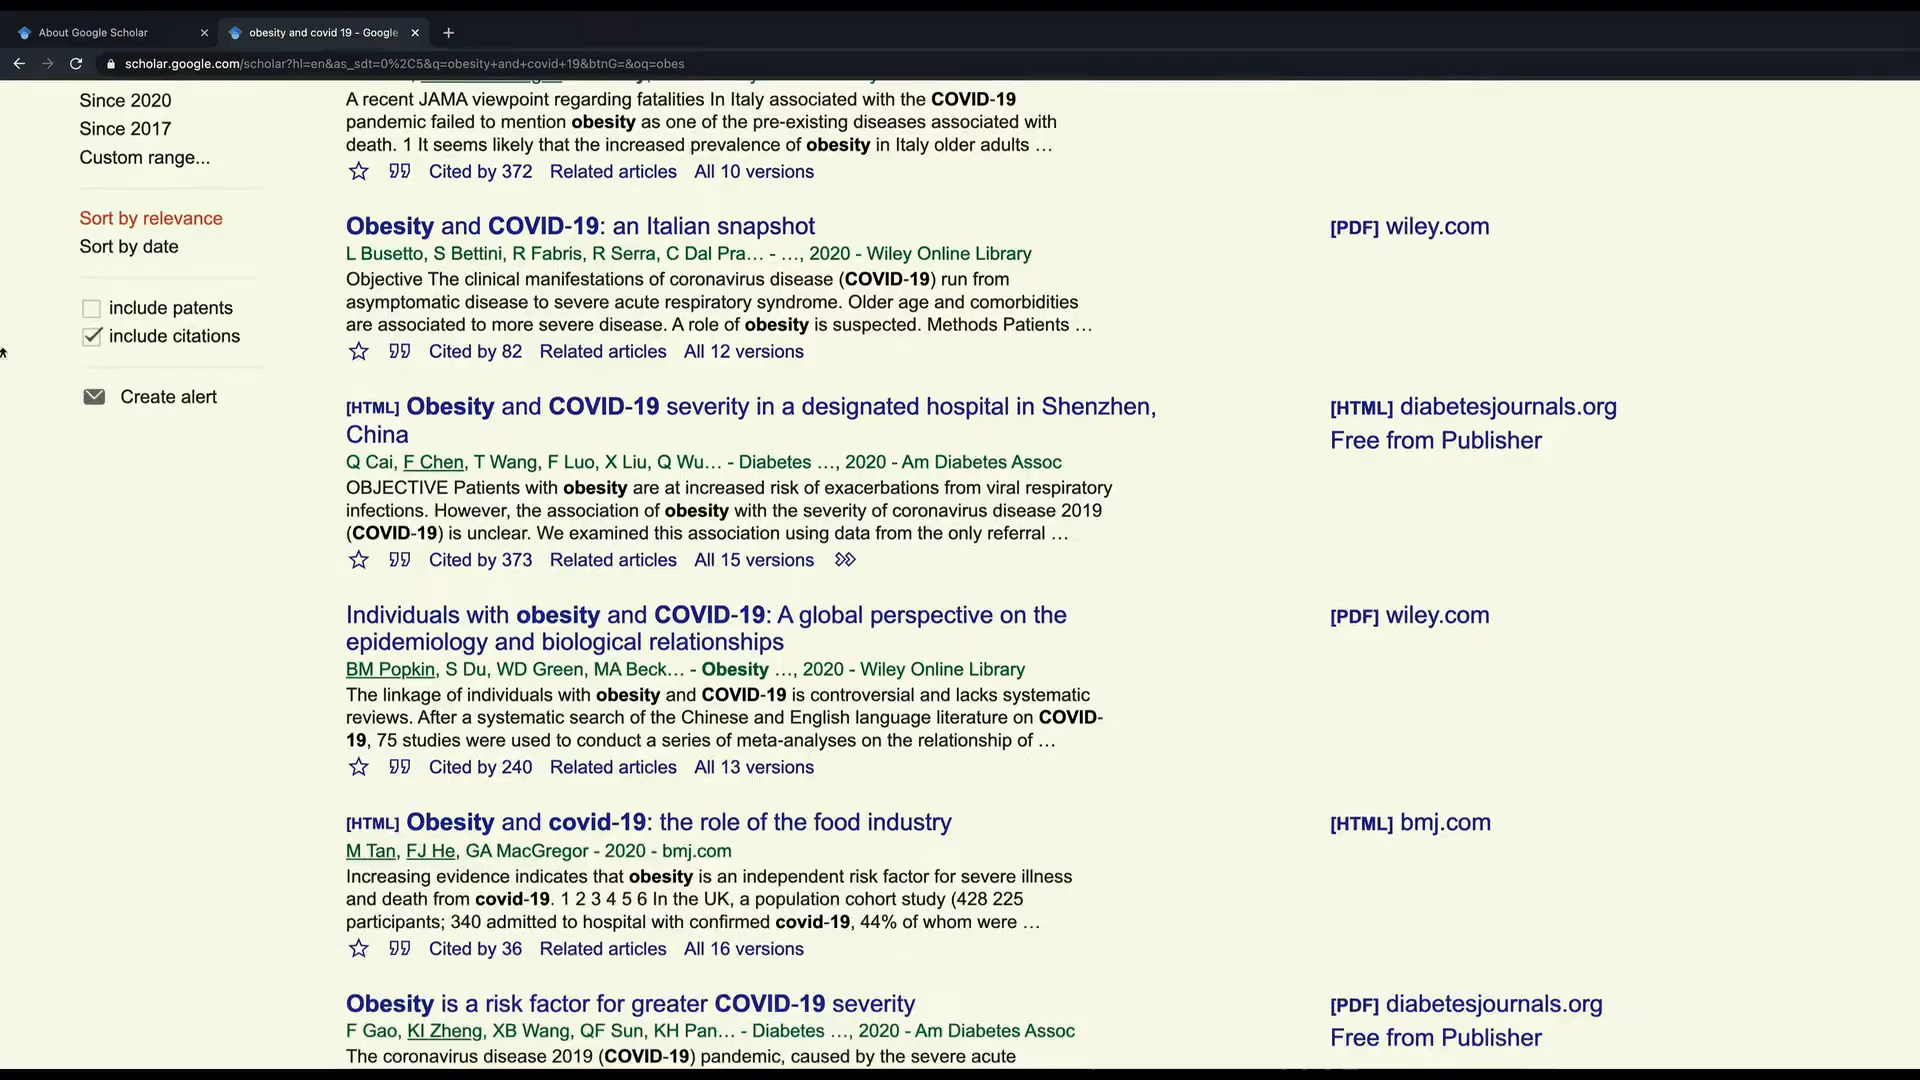 About Google Scholar
obesity and covid 19 - Google
scholar.google.com/scholar?hl=en&as_sdt=0%2C5&q=obesity+and+covid+19&btnG=&oq=obes
Since 2020
Since 2017
Custom range...
Sort by relevance
Sort by date
include patents
include citations
Create alert
A recent JAMA viewpoint regarding fatalities In Italy associated with the COVID-19
pandemic failed to mention obesity as one of the pre-existing diseases associated with
death. 1 It seems likely that the increased prevalence of obesity in Italy older adults …
Cited by 372 Related articles All 10 versions
Obesity and COVID-19: an Italian snapshot
[PDF] wiley.com
L Busetto, S Bettini, R Fabris, R Serra, C Dal Pra… - …, 2020 - Wiley Online Library
Objective The clinical manifestations of coronavirus disease (COVID-19) run from
asymptomatic disease to severe acute respiratory syndrome. Older age and comorbidities
are associated to more severe disease. A role of obesity is suspected. Methods Patients …
Cited by 82 Related articles All 12 versions
[HTML] Obesity and COVID-19 severity in a designated hospital in Shenzhen,
China
[HTML] diabetesjournals.org
Free from Publisher
Q Cai, F Chen, T Wang, F Luo, X Liu, Q Wu… - Diabetes …, 2020 - Am Diabetes Assoc
OBJECTIVE Patients with obesity are at increased risk of exacerbations from viral respiratory
infections. However, the association of obesity with the severity of coronavirus disease 2019
(COVID-19) is unclear. We examined this association using data from the only referral …
Cited by 373 Related articles All 15 versions
Individuals with obesity and COVID-19: A global perspective on the
epidemiology and biological relationships
[PDF] wiley.com
BM Popkin, S Du, WD Green, MA Beck… - Obesity …, 2020 - Wiley Online Library
The linkage of individuals with obesity and COVID-19 is controversial and lacks systematic
reviews. After a systematic search of the Chinese and English language literature on COVID-
19, 75 studies were used to conduct a series of meta-analyses on the relationship of …
Cited by 240 Related articles All 13 versions
[HTML] Obesity and covid-19: the role of the food industry
[HTML] bmj.com
M Tan, FJ He, GA MacGregor - 2020 - bmj.com
Increasing evidence indicates that obesity is an independent risk factor for severe illness
and death from covid-19. 1 2 3 4 5 6 In the UK, a population cohort study (428 225
participants; 340 admitted to hospital with confirmed covid-19, 44% of whom were …
Cited by 36 Related articles All 16 versions
Obesity is a risk factor for greater COVID-19 severity
[PDF] diabetesjournals.org
Free from Publisher
F Gao, KI Zheng, XB Wang, QF Sun, KH Pan… - Diabetes …, 2020 - Am Diabetes Assoc
The coronavirus disease 2019 (COVID-19) pandemic, caused by the severe acute